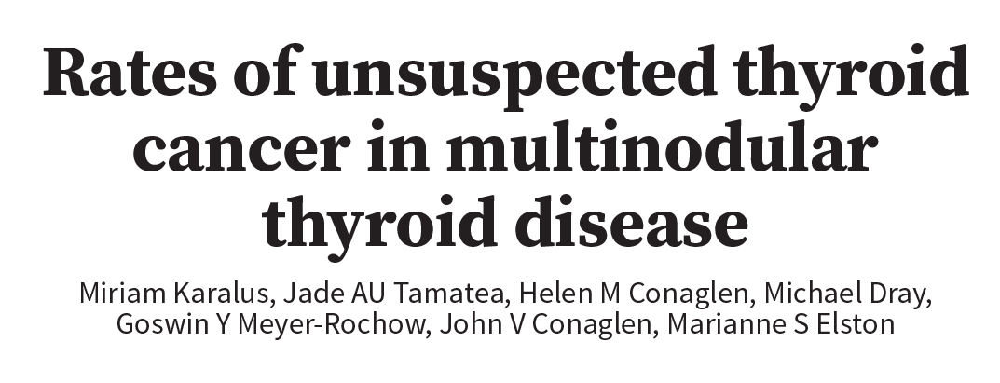 Rates of unsuspected thyroid
cancer in multinodular
thyroid disease
Miriam Karalus, Jade AU Tamatea, Helen M Conaglen, Michael Dray,
Goswin Y Meyer-Rochow, John V Conaglen, Marianne S Elston